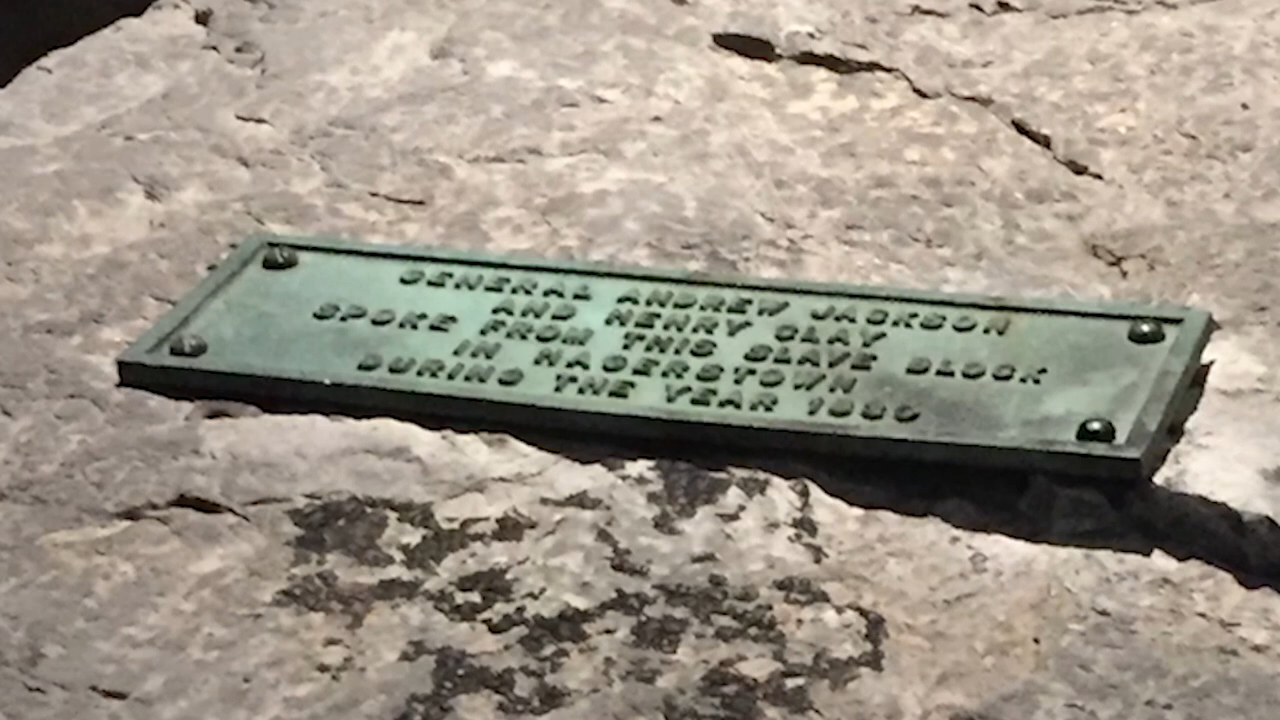 GENERAL ANDREW JACKSON
AND HENRY CLAY
SPOKE FROM THIS SLAVE BLOCK
IN HAGERSTOWN
DURING THE YEAR 1830